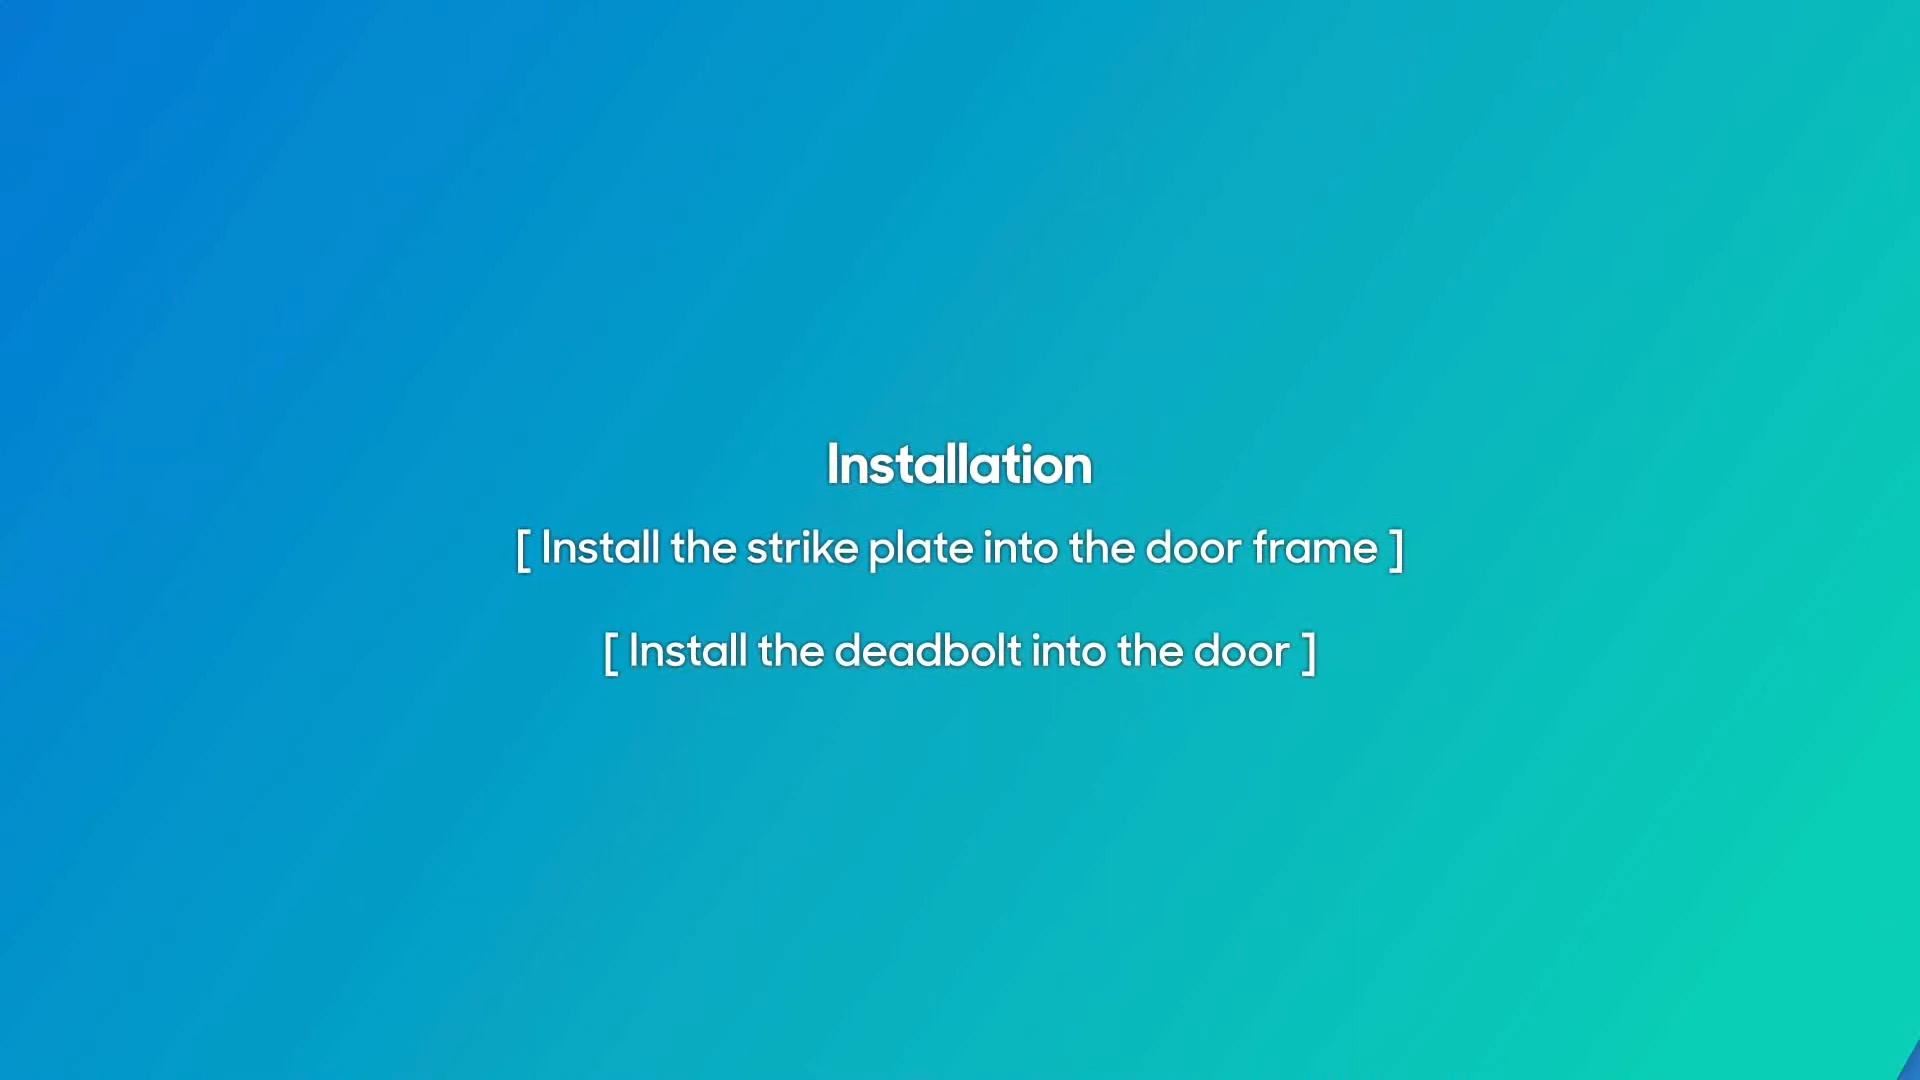 Installation
[ Install the strike plate into the door frame ]
[ Install the deadbolt into the door ]